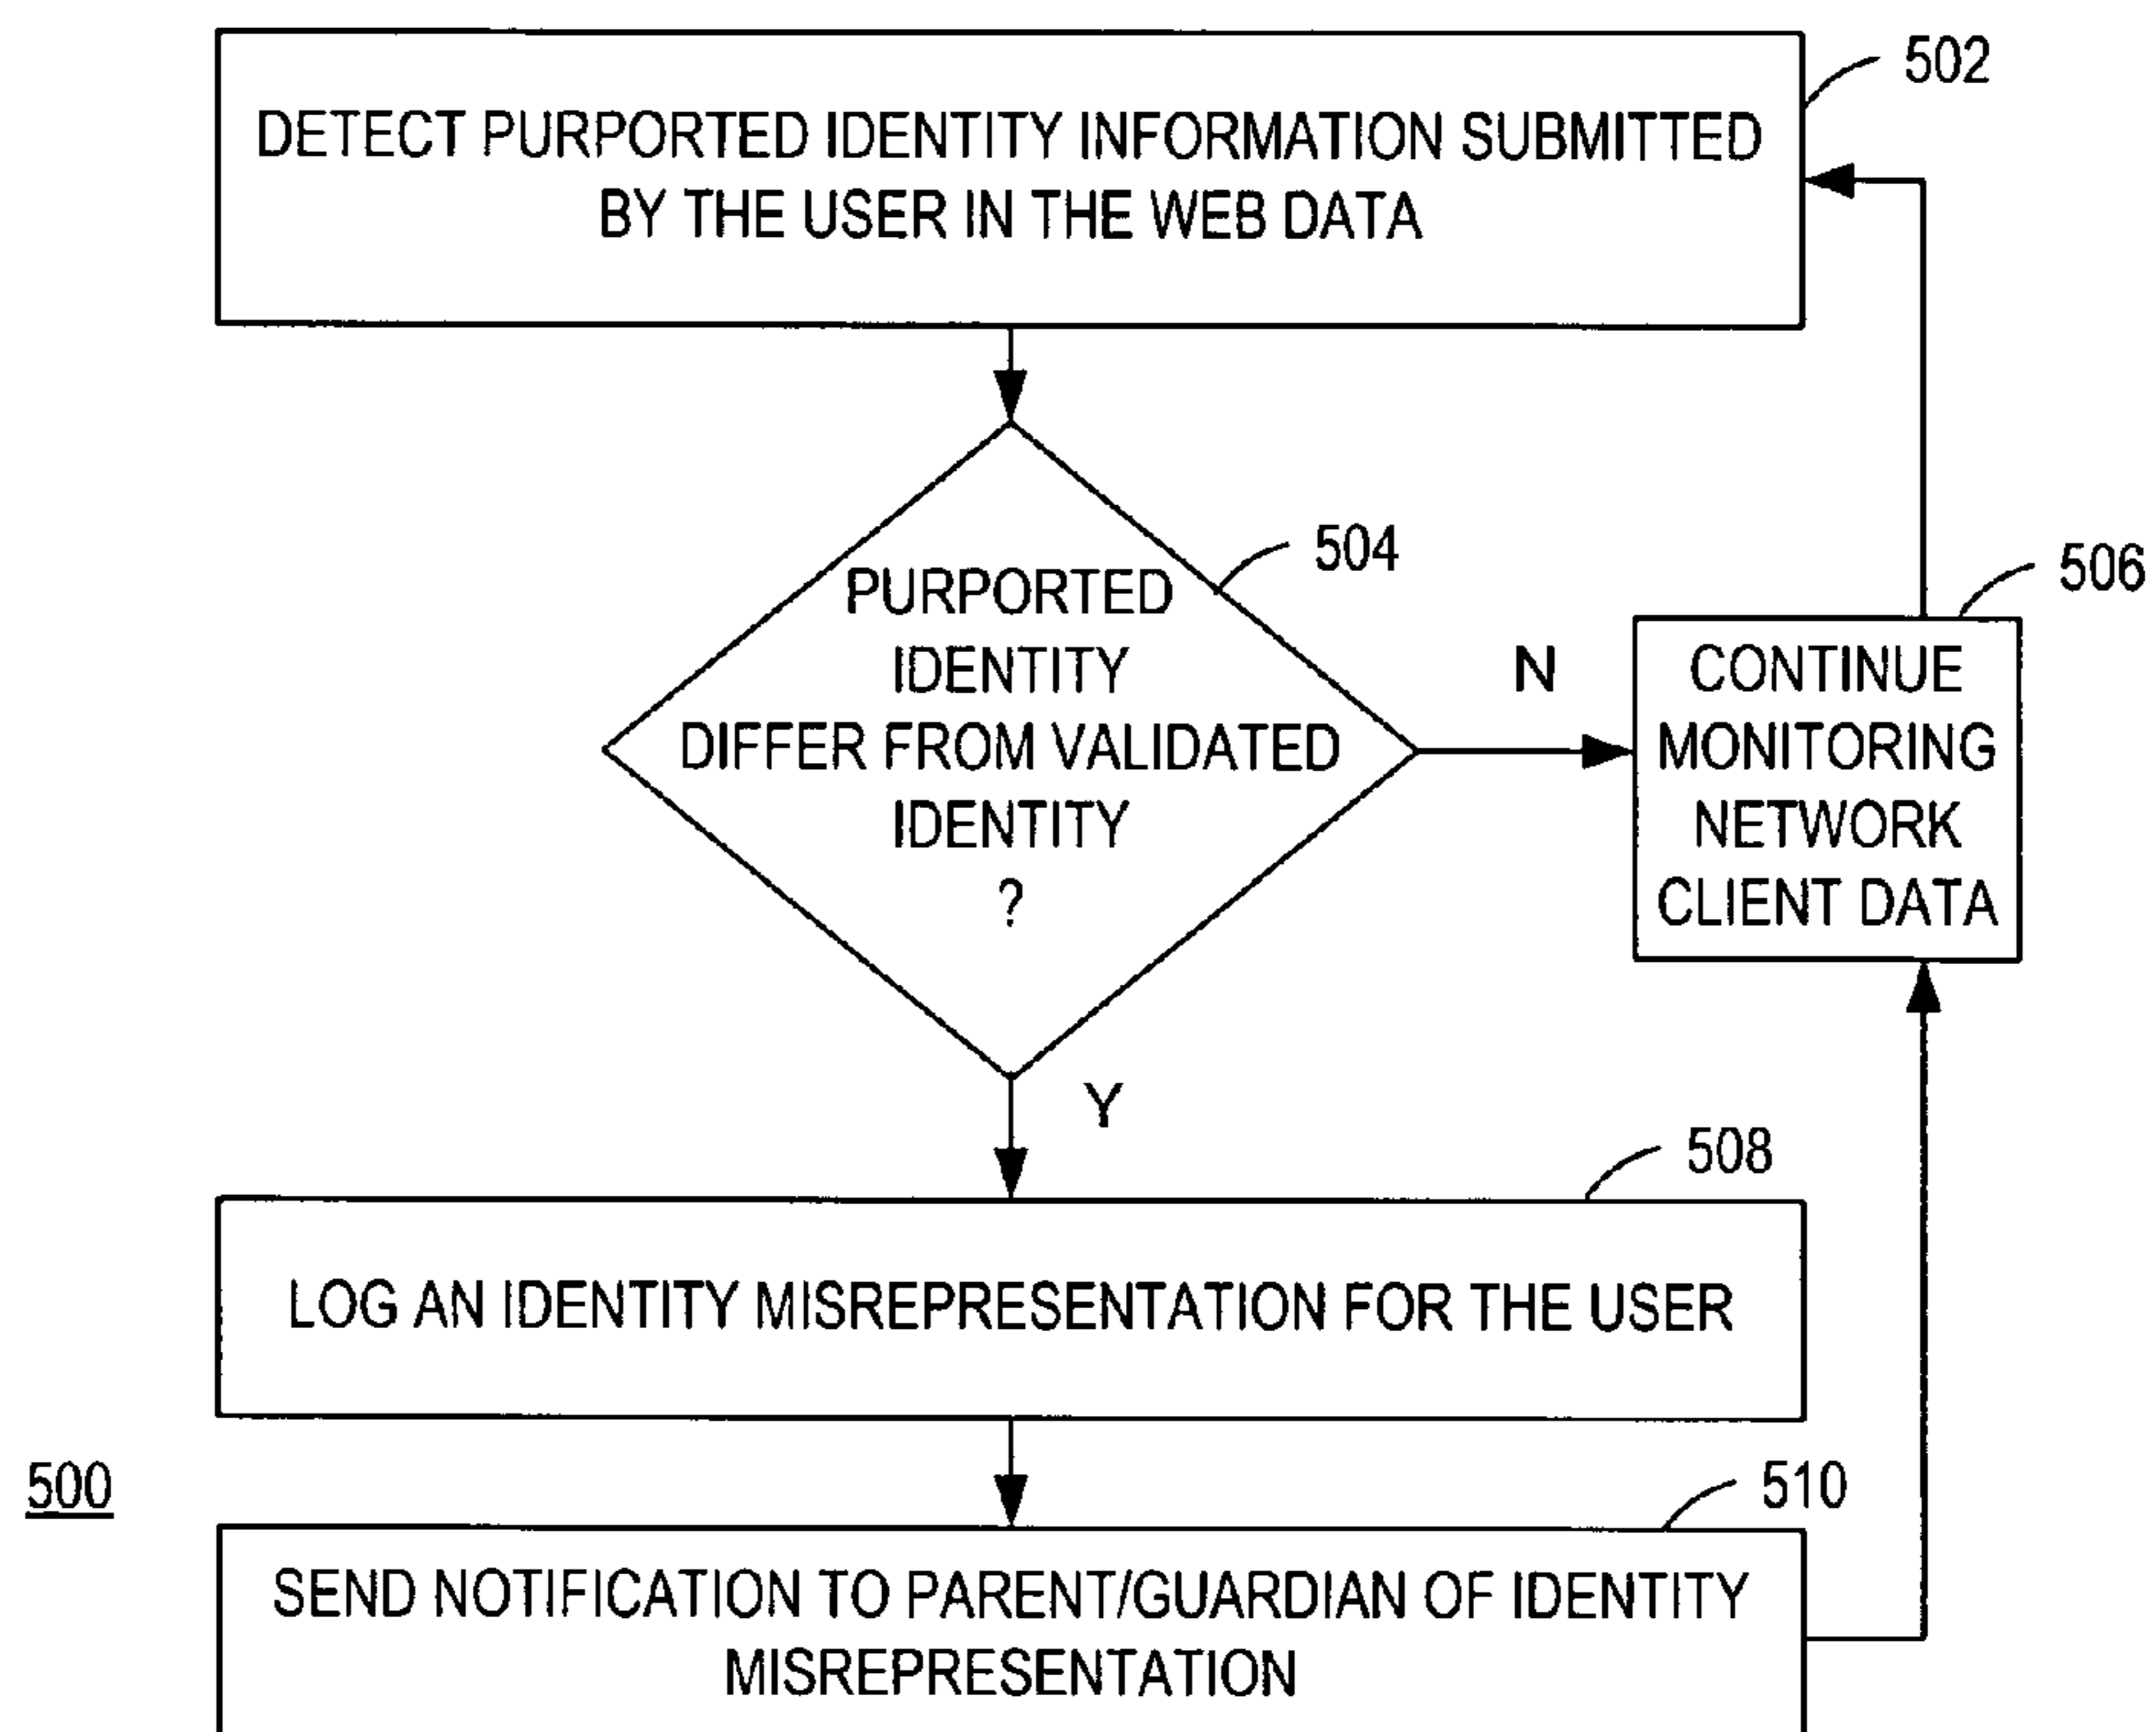 502
DETECT PURPORTED IDENTITY INFORMATION SUBMITTED
BY THE USER IN THE WEB DATA
504
PURPORTED
IDENTITY
DIFFER FROM VALIDATED
IDENTITY
?
N
506
CONTINUE
MONITORING
NETWORK
CLIENT DATA
Y
508
LOG AN IDENTITY MISREPRESENTATION FOR THE USER
500
510
SEND NOTIFICATION TO PARENT/GUARDIAN OF IDENTITY
MISREPRESENTATION